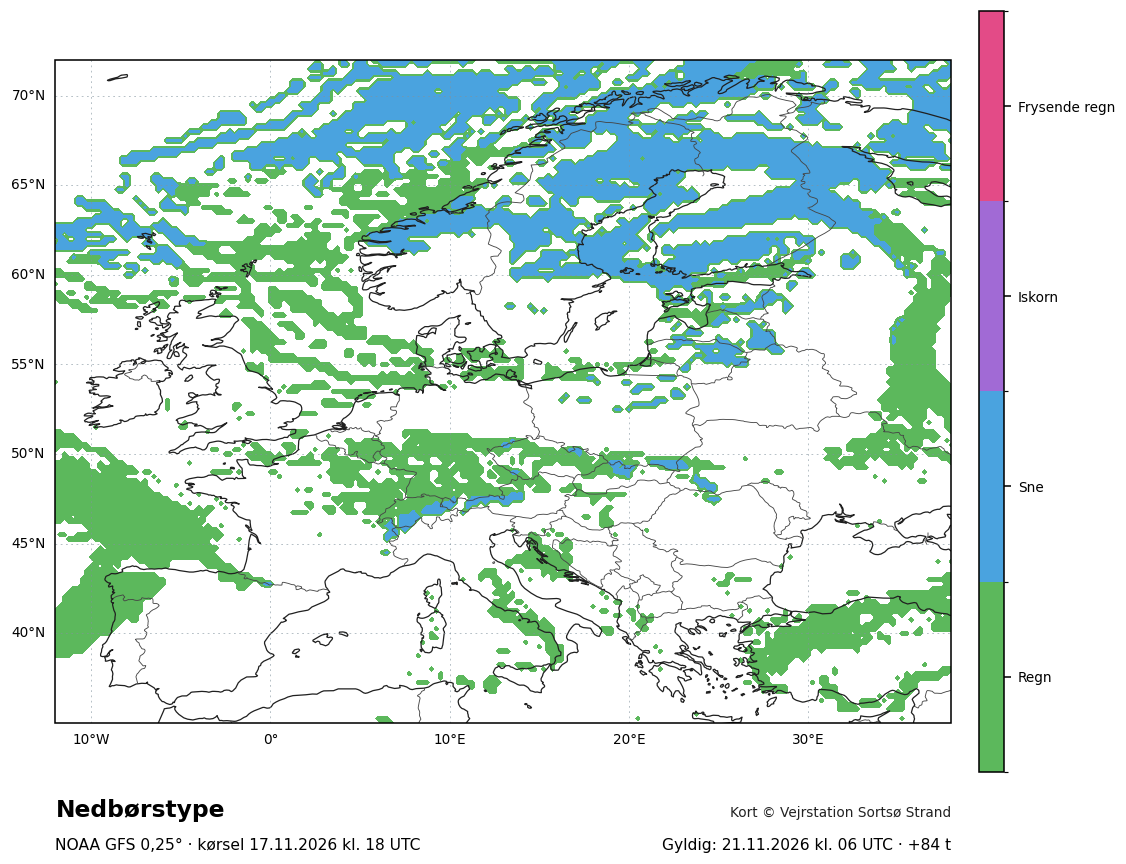 70°N
65°N
60°N
55°N
50°N
45°N
40°N
10°W
0°
10°E
20°E
30°E
Frysende regn
Iskorn
Sne
Regn
Nedbørstype
Kort © Vejrstation Sortsø Strand
NOAA GFS 0,25° · kørsel 17.11.2026 kl. 18 UTC
Gyldig: 21.11.2026 kl. 06 UTC · +84 t